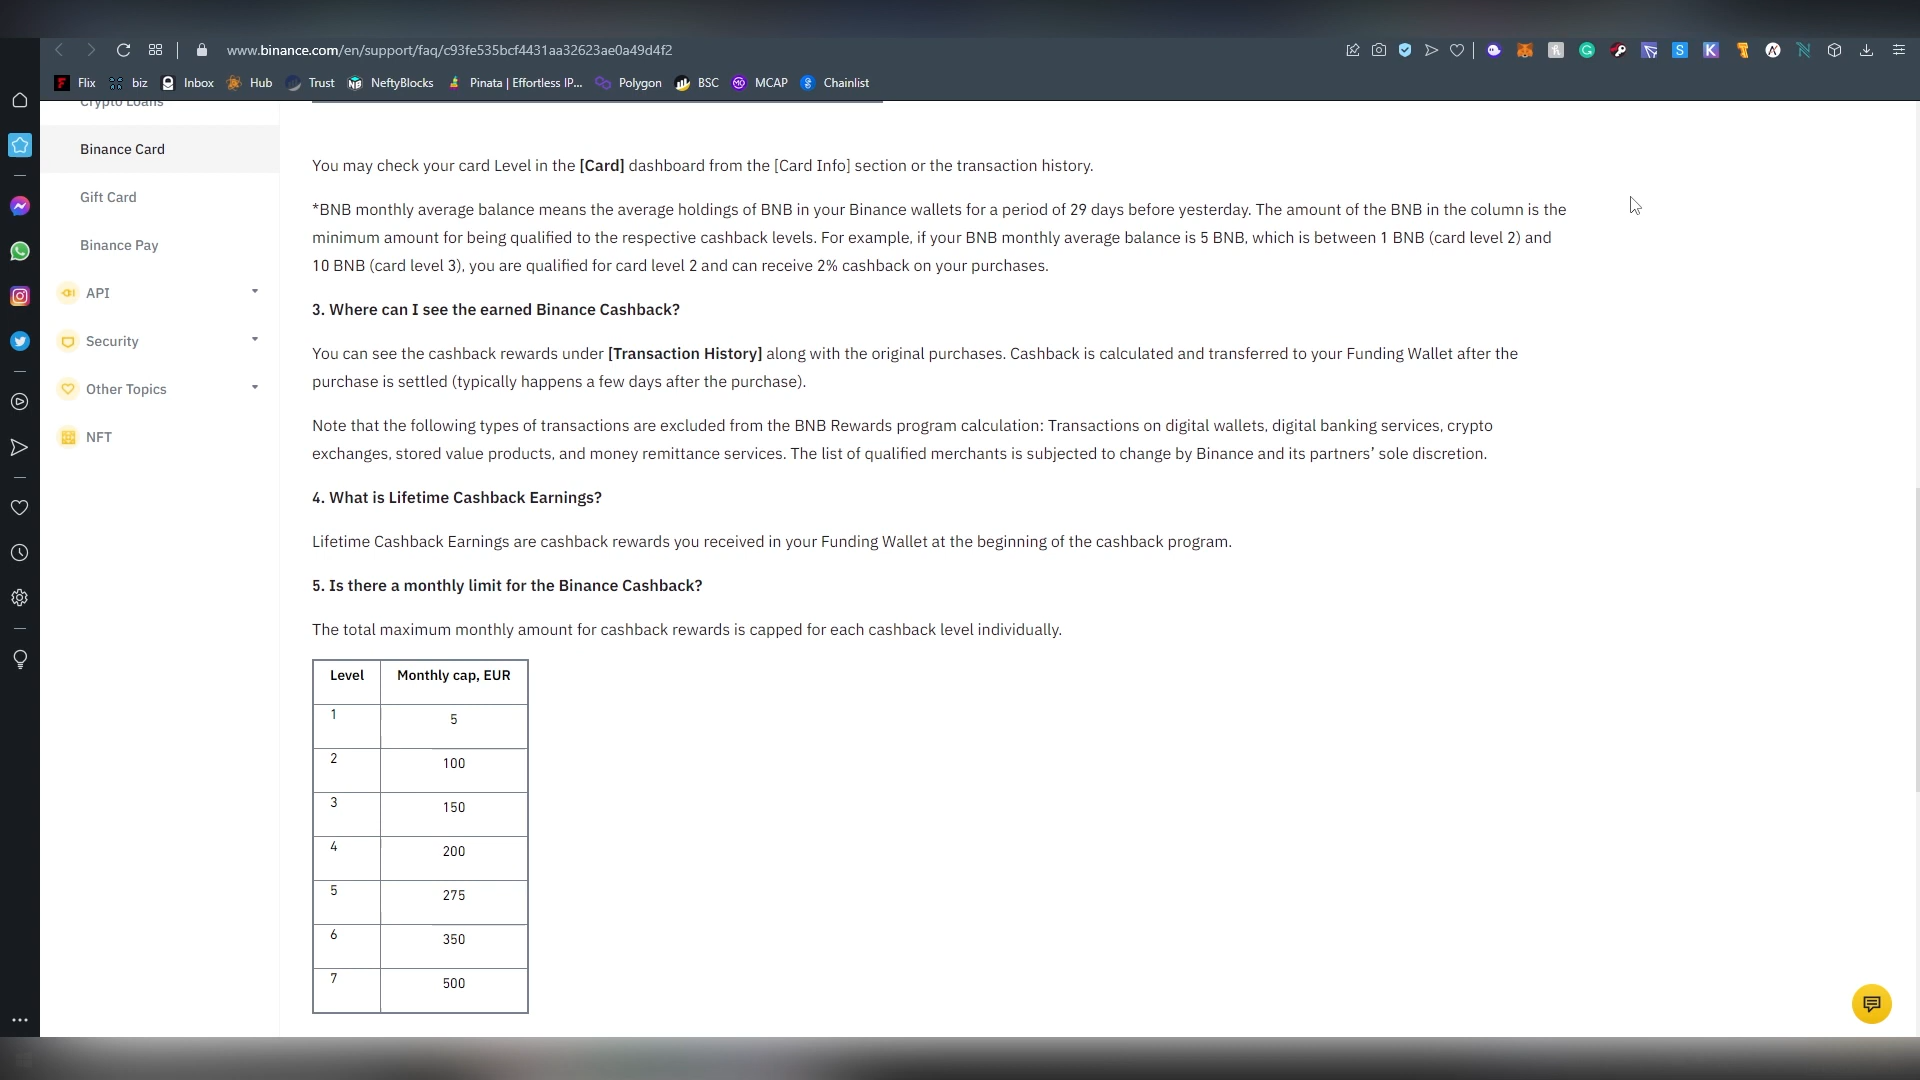 www.binance.com/en/support/faq/c93fe535bcf4431aa32623ae0a49d4f2
Flix biz Inbox Hub Trust NeftyBlocks Pinata | Effortless IP... Polygon BSC MCAP Chainlist
Crypto Loans
Binance Card
Gift Card
Binance Pay
API
Security
Other Topics
NFT
You may check your card Level in the [Card] dashboard from the [Card Info] section or the transaction history.
*BNB monthly average balance means the average holdings of BNB in your Binance wallets for a period of 29 days before yesterday. The amount of the BNB in the column is the
minimum amount for being qualified to the respective cashback levels. For example, if your BNB monthly average balance is 5 BNB, which is between 1 BNB (card level 2) and
10 BNB (card level 3), you are qualified for card level 2 and can receive 2% cashback on your purchases.
3. Where can I see the earned Binance Cashback?
You can see the cashback rewards under [Transaction History] along with the original purchases. Cashback is calculated and transferred to your Funding Wallet after the
purchase is settled (typically happens a few days after the purchase).
Note that the following types of transactions are excluded from the BNB Rewards program calculation: Transactions on digital wallets, digital banking services, crypto
exchanges, stored value products, and money remittance services. The list of qualified merchants is subjected to change by Binance and its partners’ sole discretion.
4. What is Lifetime Cashback Earnings?
Lifetime Cashback Earnings are cashback rewards you received in your Funding Wallet at the beginning of the cashback program.
5. Is there a monthly limit for the Binance Cashback?
The total maximum monthly amount for cashback rewards is capped for each cashback level individually.
Level Monthly cap, EUR
1 5
2 100
3 150
4 200
5 275
6 350
7 500